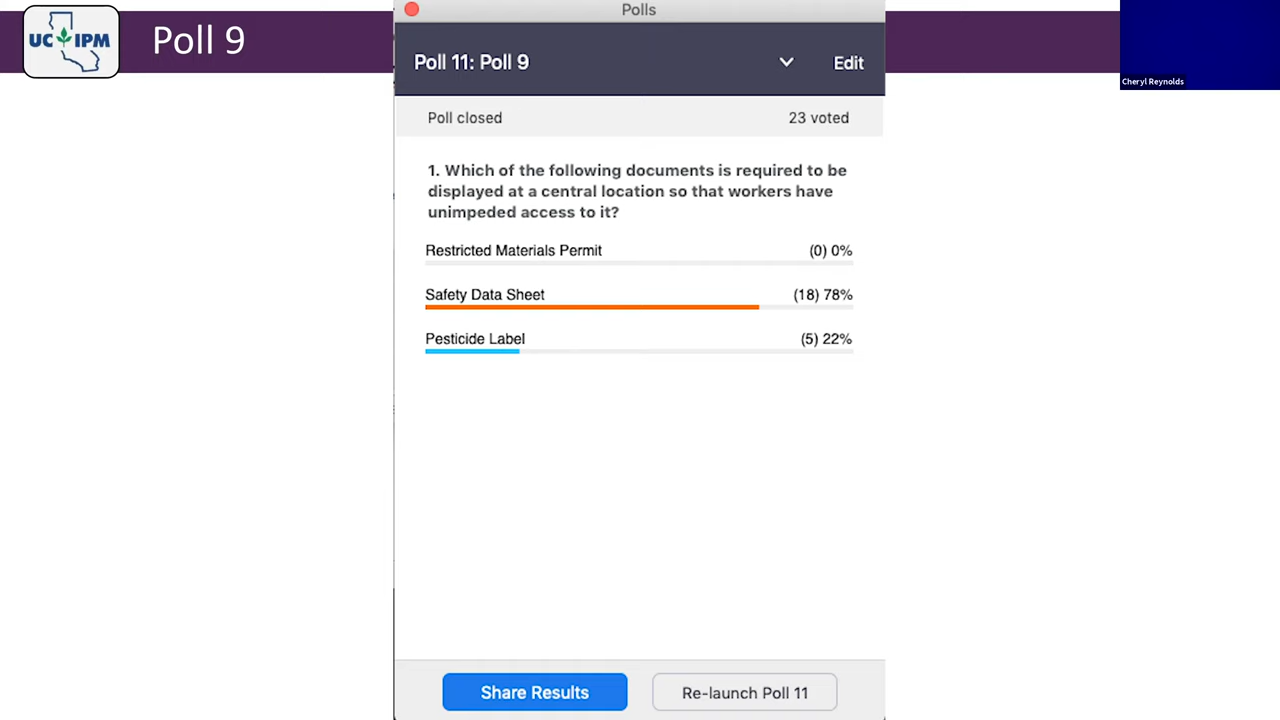 UC IPM
Poll 9
Polls
Cheryl Reynolds
Poll 11: Poll 9
Edit
Poll closed
23 voted
1. Which of the following documents is required to be
displayed at a central location so that workers have
unimpeded access to it?
Restricted Materials Permit
(0) 0%
Safety Data Sheet
(18) 78%
Pesticide Label
(5) 22%
Share Results
Re-launch Poll 11